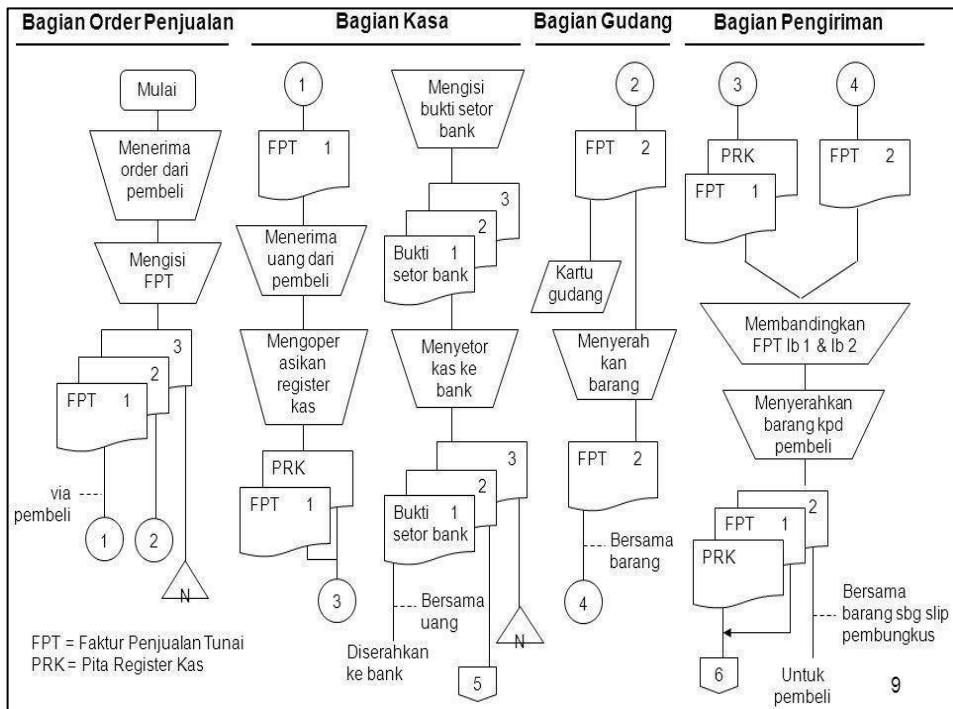 Bagian Order Penjualan
Bagian Kasa
Bagian Gudang
Bagian Pengiriman
Mulai
Menerima
order dari
pembeli
Mengisi
FPT
3
2
FPT 1
via
pembeli
1
2
N
FPT = Faktur Penjualan Tunai
PRK = Pita Register Kas
1
FPT 1
Menerima
uang dari
pembeli
Mengoper
asikan
register
kas
PRK
FPT 1
3
Mengisi
bukti setor
bank
3
2
Bukti 1
setor bank
Menyetor
kas ke
bank
3
2
Bukti 1
setor bank
Bersama
uang
Diserahkan
ke bank
N
5
2
FPT 2
Kartu
gudang
Menyerah
kan
barang
FPT 2
Bersama
barang
4
3
4
PRK
FPT 1
FPT 2
Membandingkan
FPT lb 1 & lb 2
Menyerahkan
barang kpd
pembeli
2
FPT 1
PRK
Bersama
barang sbg slip
pembungkus
6
Untuk
pembeli
9